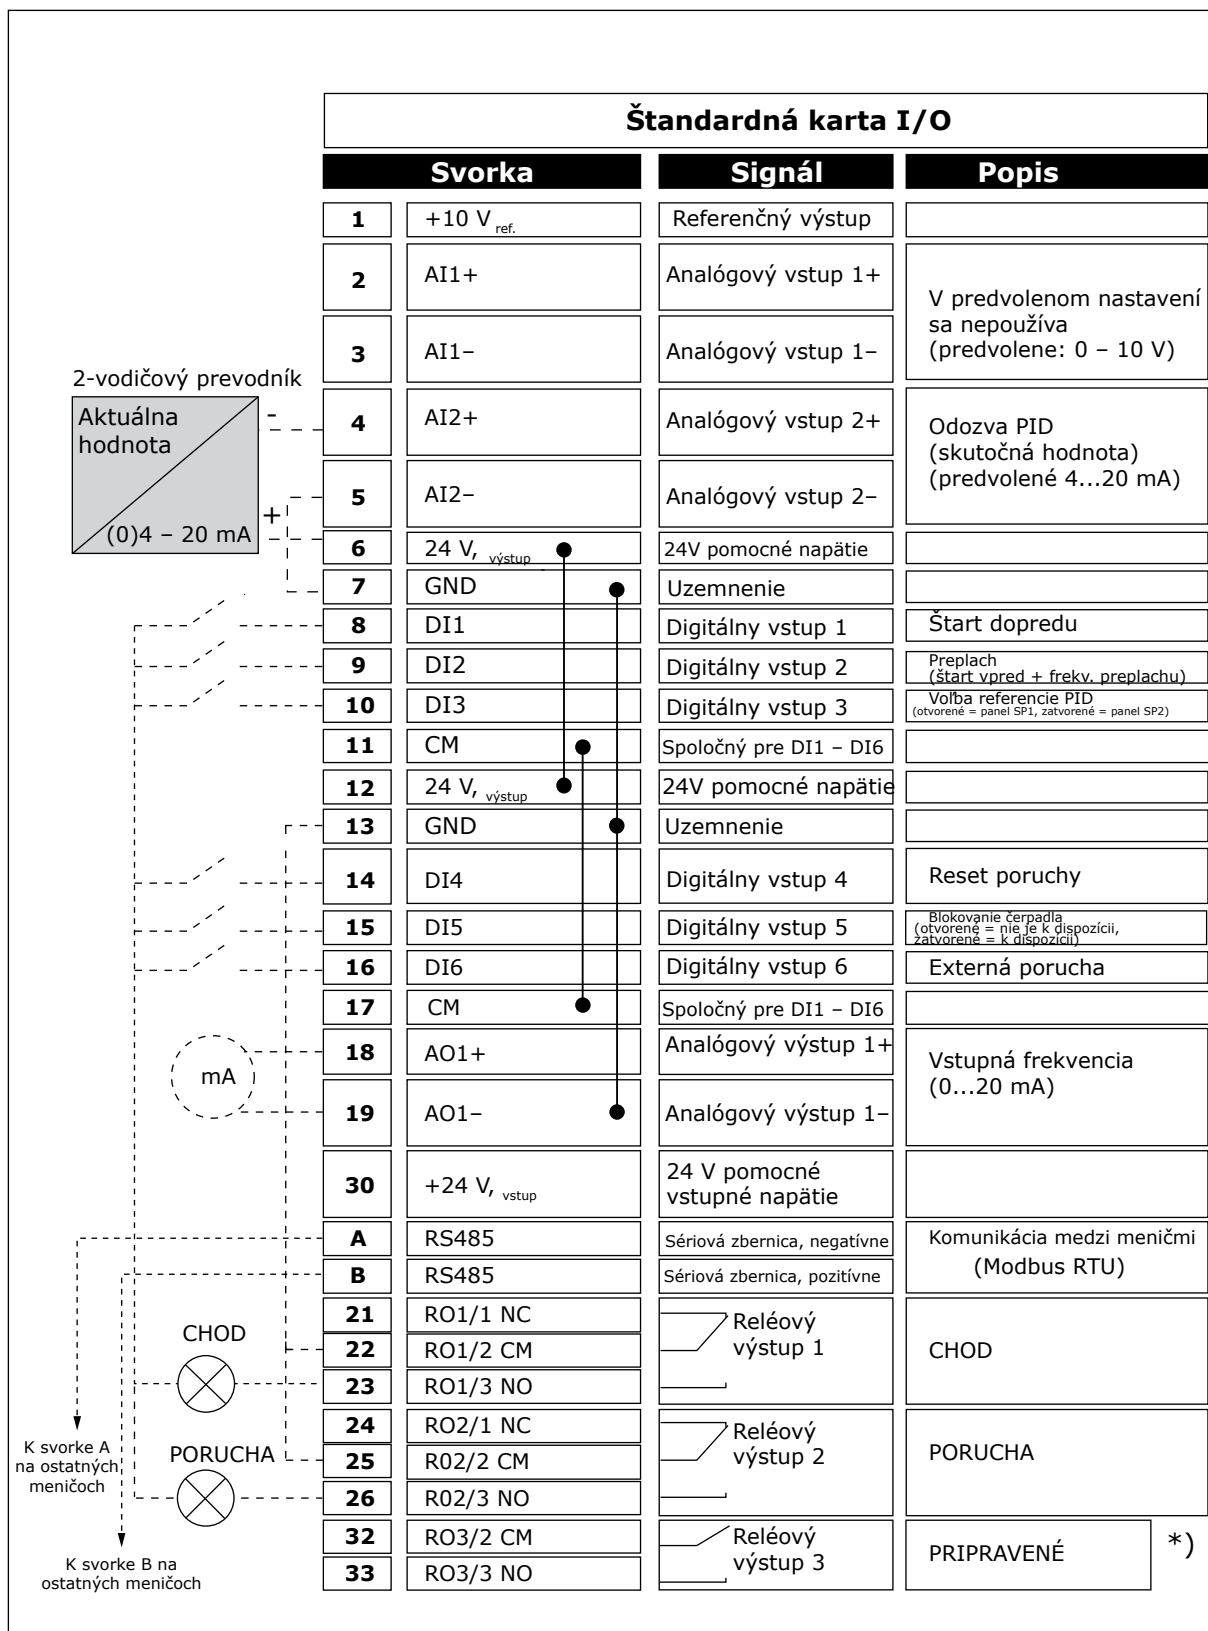 Štandardná karta I/O
Svorka Signál Popis
1 +10 V ref. Referenčný výstup
2 AI1+ Analógový vstup 1+
V predvolenom nastavení
sa nepoužíva
(predvolene: 0 – 10 V)
3 AI1– Analógový vstup 1–
2-vodičový prevodník
Aktuálna
hodnota
-
+
(0)4 – 20 mA
4 AI2+ Analógový vstup 2+
Odozva PID
(skutočná hodnota)
(predvolené 4...20 mA)
5 AI2– Analógový vstup 2–
6 24 V, výstup 24V pomocné napätie
7 GND Uzemnenie
8 DI1 Digitálny vstup 1 Štart dopredu
9 DI2 Digitálny vstup 2
Preplach
(štart vpred + frekv. preplachu)
10 DI3 Digitálny vstup 3
Voľba referencie PID
(otvorené = panel SP1, zatvorené = panel SP2)
11 CM Spoločný pre DI1 – DI6
12 24 V, výstup 24V pomocné napätie
13 GND Uzemnenie
14 DI4 Digitálny vstup 4 Reset poruchy
15 DI5 Digitálny vstup 5
Blokovanie čerpadla
(otvorené = nie je k dispozícii,
zatvorené = k dispozícii)
16 DI6 Digitálny vstup 6 Externá porucha
17 CM Spoločný pre DI1 – DI6
mA
18 AO1+ Analógový výstup 1+
Vstupná frekvencia
(0...20 mA)
19 AO1– Analógový výstup 1–
30 +24 V, vstup
24 V pomocné
vstupné napätie
A RS485 Sériová zbernica, negatívne
Komunikácia medzi meničmi
(Modbus RTU)
B RS485 Sériová zbernica, pozitívne
21 RO1/1 NC
Reléový
výstup 1
CHOD
22 RO1/2 CM CHOD
23 RO1/3 NO
24 RO2/1 NC
Reléový
výstup 2
K svorke A
na ostatných
meničoch
PORUCHA
25 R02/2 CM PORUCHA
26 R02/3 NO
32 RO3/2 CM
Reléový
výstup 3
PRIPRAVENÉ *)
33 RO3/3 NO
K svorke B na
ostatných meničoch